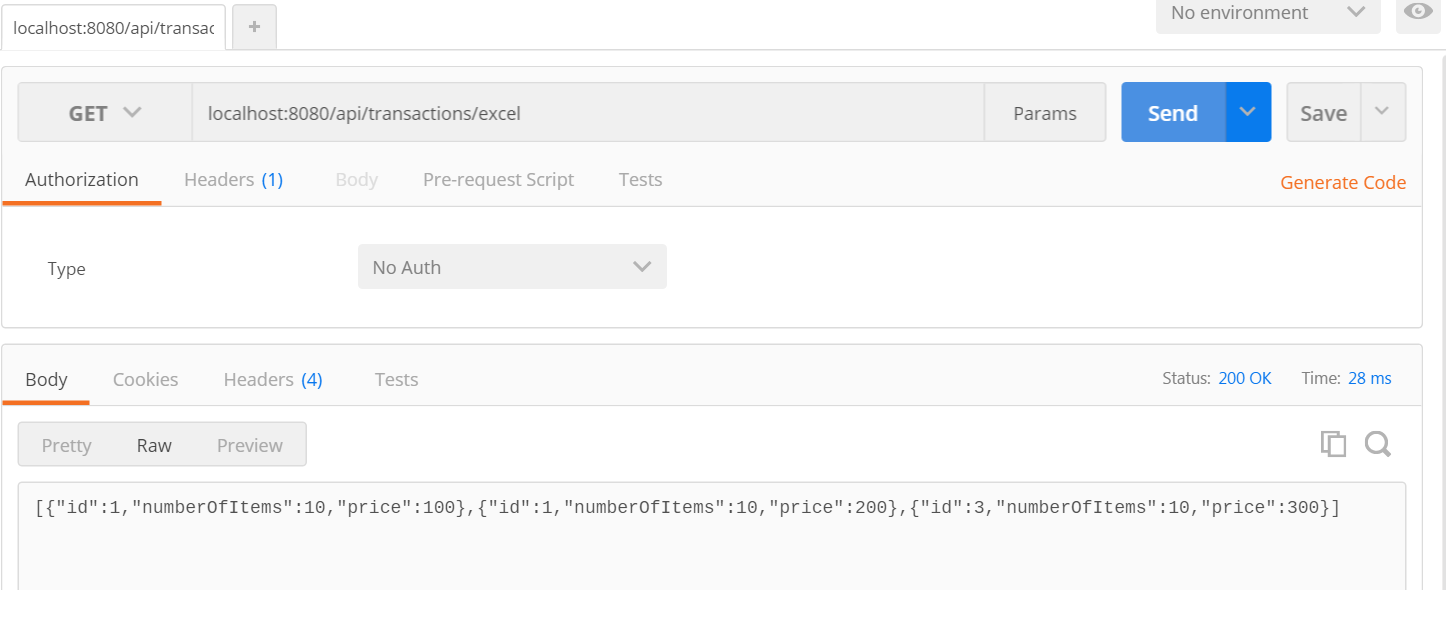 localhost:8080/api/transac +
No environment
GET localhost:8080/api/transactions/excel Params Send Save
Authorization Headers (1) Body Pre-request Script Tests Generate Code
Type No Auth
Body Cookies Headers (4) Tests Status: 200 OK Time: 28 ms
Pretty Raw Preview
[{"id":1,"numberOfItems":10,"price":100},{"id":1,"numberOfItems":10,"price":200},{"id":3,"numberOfItems":10,"price":300}]